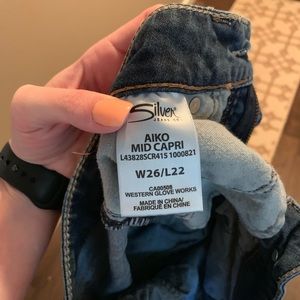 Silver
JEANS CO.
AIKO
MID CAPRI
L43828SCR415 1000821
W26/L22
CA00508
WESTERN GLOVE WORKS
MADE IN CHINA/
FABRIQUE EN CHINE